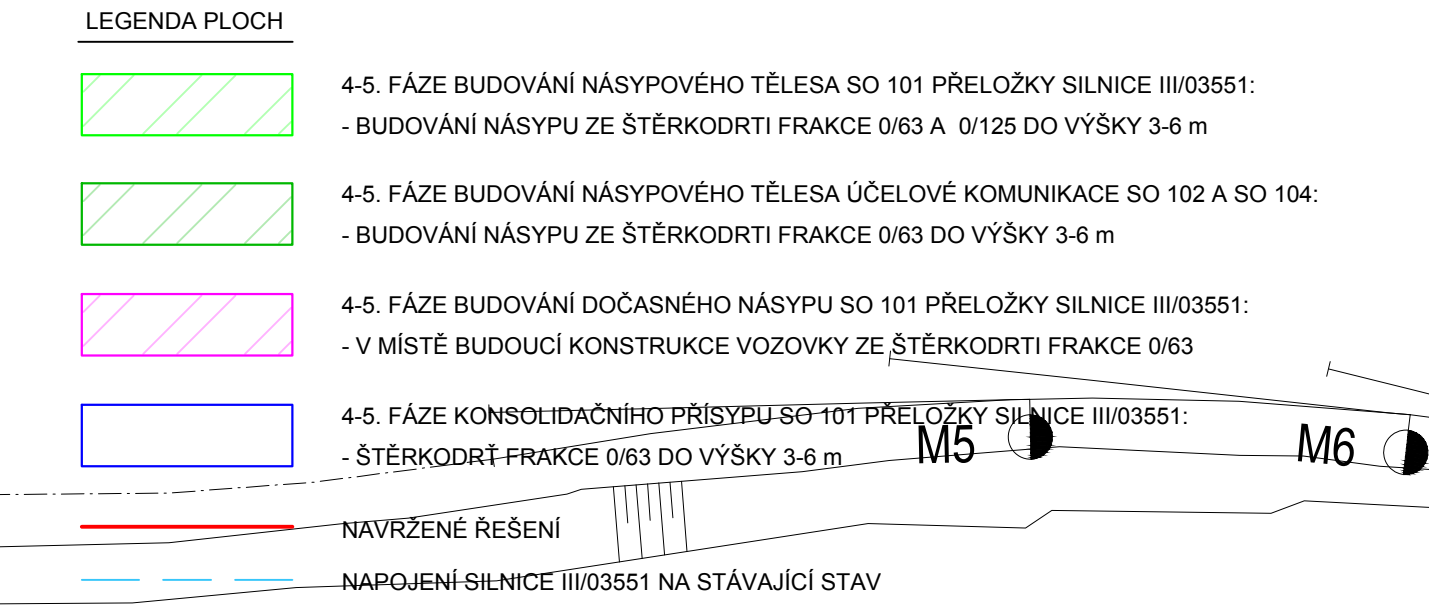 LEGENDA PLOCH
4-5. FÁZE BUDOVÁNÍ NÁSYPOVÉHO TĚLESA SO 101 PŘELOŽKY SILNICE III/03551:
- BUDOVÁNÍ NÁSYPU ZE ŠTĚRKODRTI FRAKCE 0/63 A 0/125 DO VÝŠKY 3-6 m
4-5. FÁZE BUDOVÁNÍ NÁSYPOVÉHO TĚLESA ÚČELOVÉ KOMUNIKACE SO 102 A SO 104:
- BUDOVÁNÍ NÁSYPU ZE ŠTĚRKODRTI FRAKCE 0/63 DO VÝŠKY 3-6 m
4-5. FÁZE BUDOVÁNÍ DOČASNÉHO NÁSYPU SO 101 PŘELOŽKY SILNICE III/03551:
- V MÍSTĚ BUDOUCÍ KONSTRUKCE VOZOVKY ZE ŠTĚRKODRTI FRAKCE 0/63
4-5. FÁZE KONSOLIDAČNÍHO PŘÍSYPU SO 101 PŘELOŽKY SILNICE III/03551:
- ŠTĚRKODRŤ FRAKCE 0/63 DO VÝŠKY 3-6 m
M5
M6
NAVRŽENÉ ŘEŠENÍ
NAPOJENÍ SILNICE III/03551 NA STÁVAJÍCÍ STAV